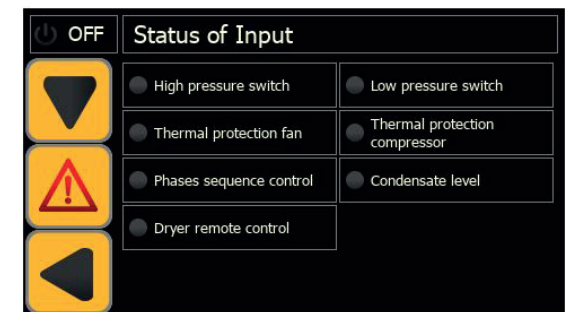 OFF
Status of Input
High pressure switch
Low pressure switch
Thermal protection fan
Thermal protection
compressor
Phases sequence control
Condensate level
Dryer remote control